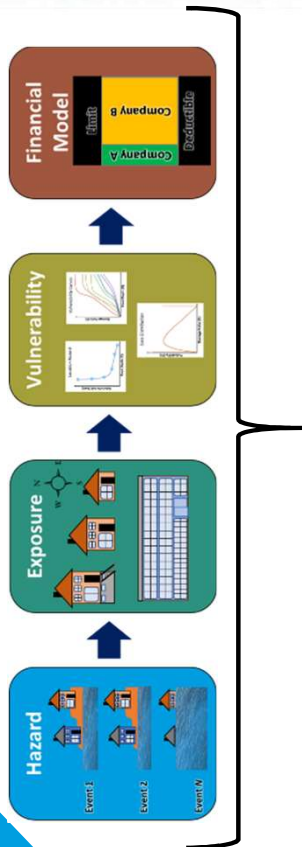 Hazard
Event 1
Event 2
Event N
Exposure
N
W
E
S
Vulnerability
Financial
Model
Limit
Company A
Company B
Deductible